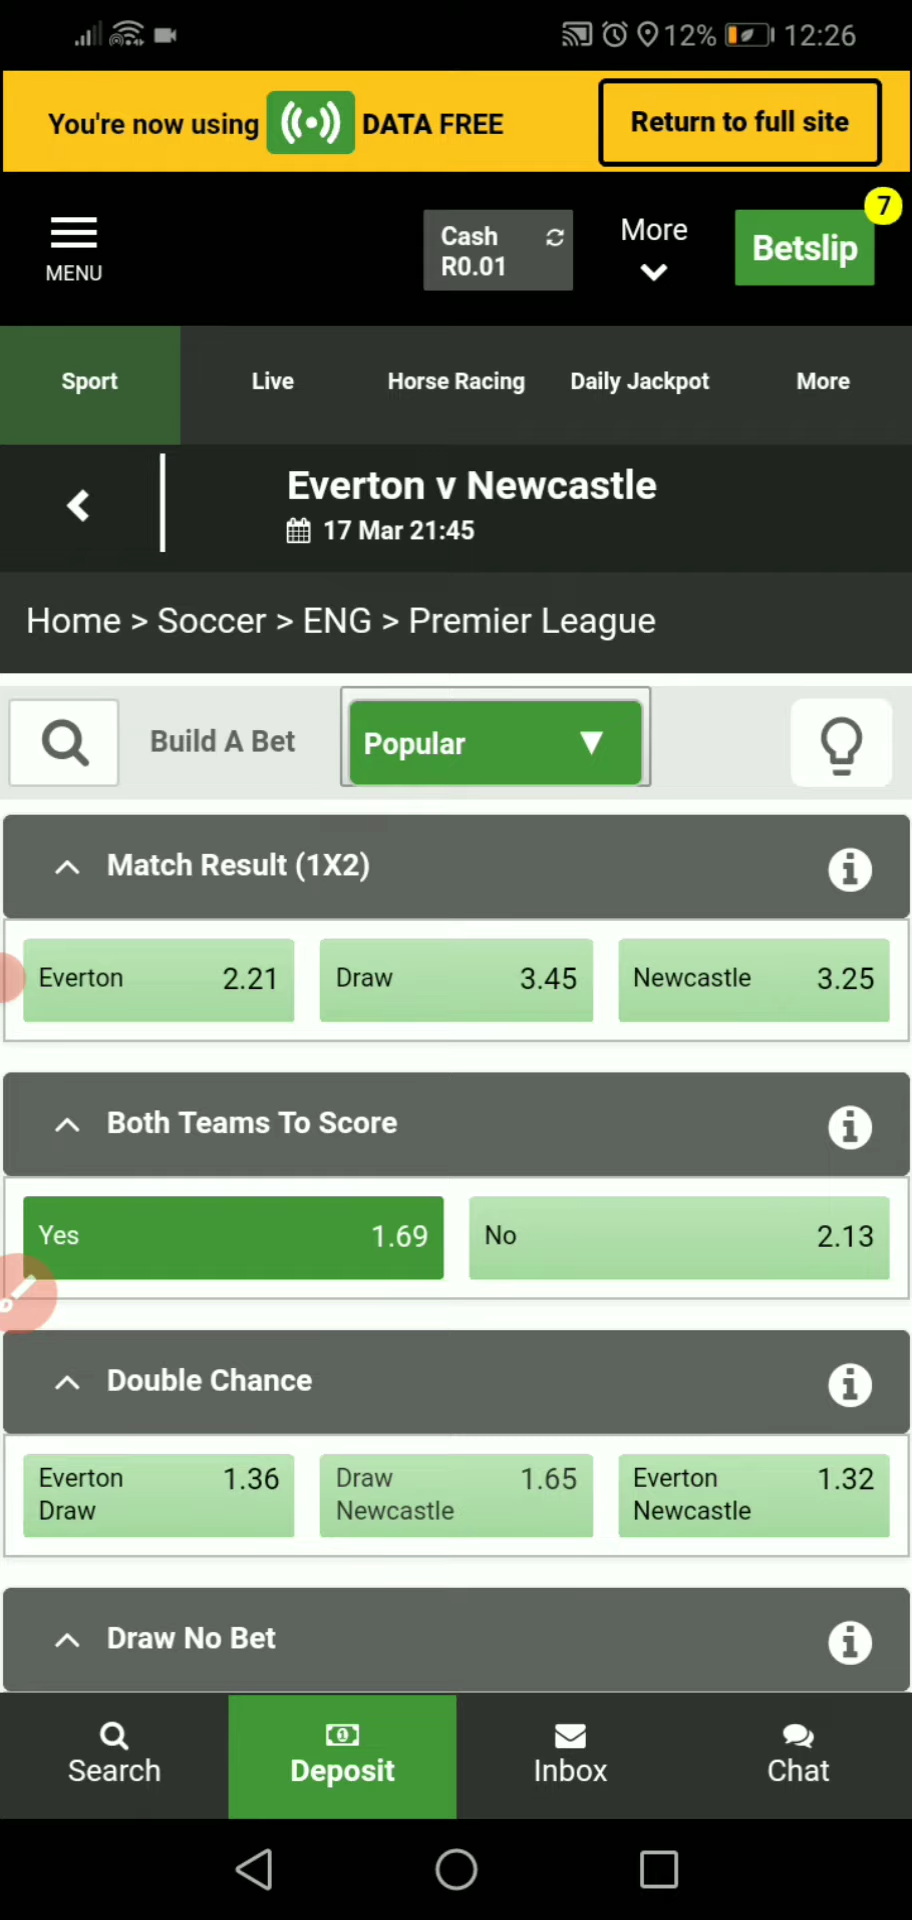 12% 12:26
You're now using DATA FREE Return to full site
7
MENU Cash R0.01 More Betslip
Sport Live Horse Racing Daily Jackpot More
Everton v Newcastle
17 Mar 21:45
Home > Soccer > ENG > Premier League
Build A Bet Popular
Match Result (1X2)
Everton 2.21 Draw 3.45 Newcastle 3.25
Both Teams To Score
Yes 1.69 No 2.13
Double Chance
Everton 1.36 Draw 1.65 Everton 1.32
Draw Newcastle Newcastle
Draw No Bet
Search Deposit Inbox Chat